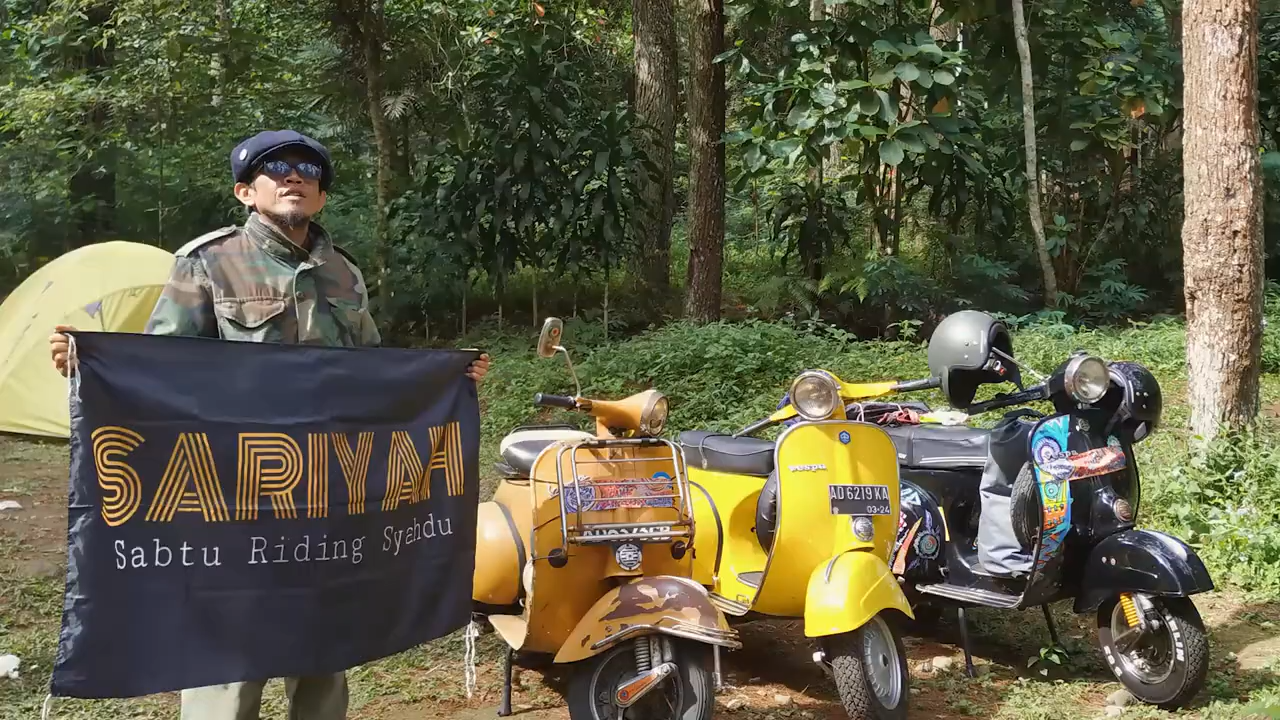 SARIYAH
Sabtu Riding Syahdu
vespa
AD 6219 KA
03·24